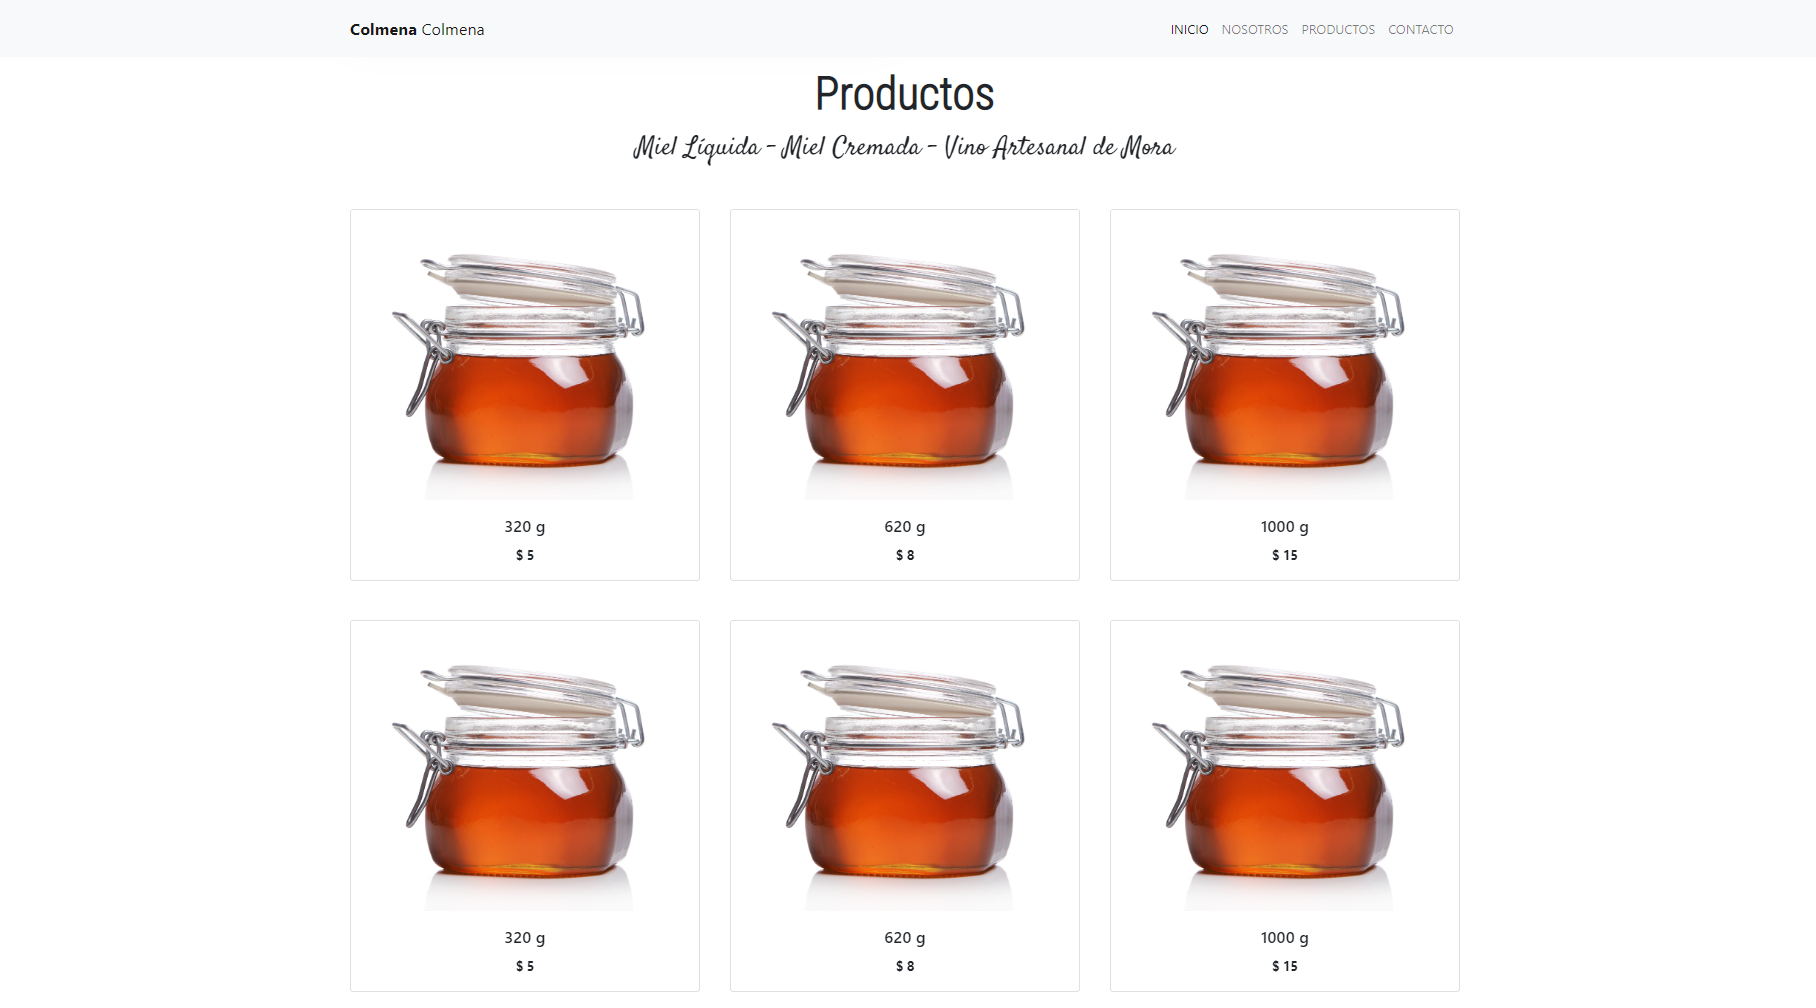 Colmena Colmena
INICIO NOSOTROS PRODUCTOS CONTACTO
Productos
Miel Líquida - Miel Cremada - Vino Artesanal de Mora
320 g
$ 5
620 g
$ 8
1000 g
$ 15
320 g
$ 5
620 g
$ 8
1000 g
$ 15